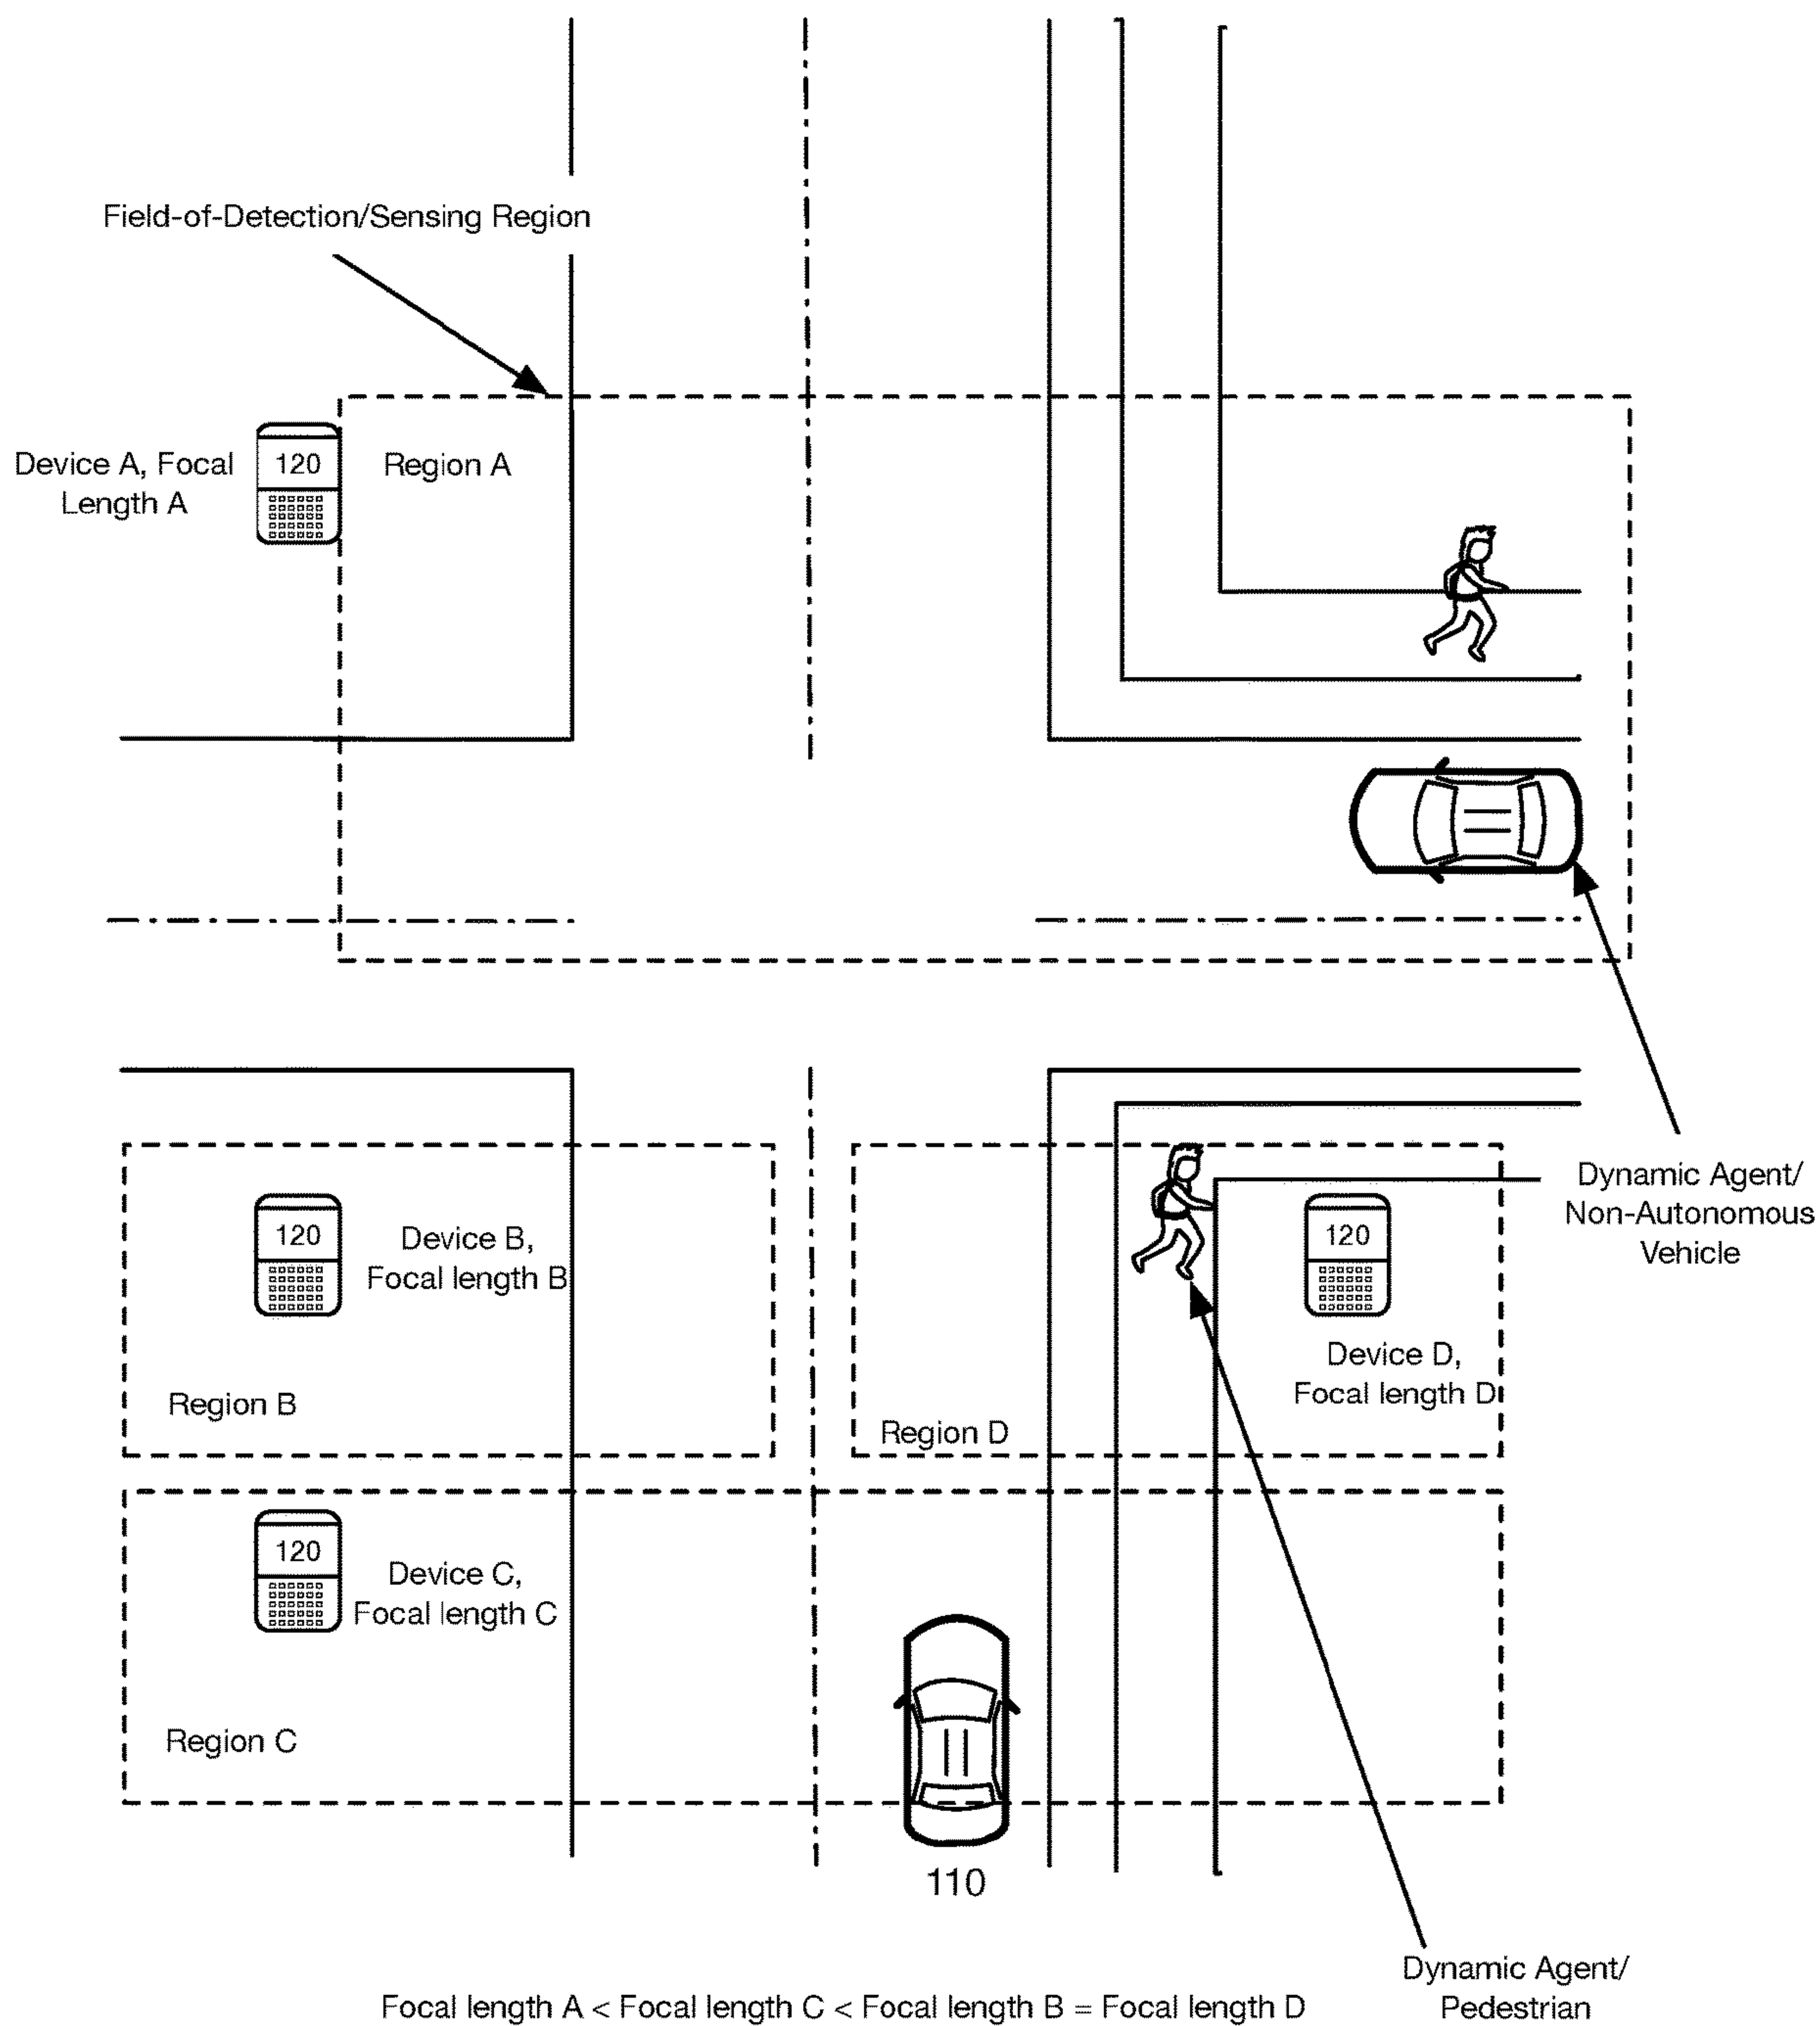 Field-of-Detection/Sensing Region
Device A, Focal
Length A
120
Region A
Dynamic Agent/
Non-Autonomous
Vehicle
120
Device B,
Focal length B
Region B
120
Device D,
Focal length D
Region D
120
Device C,
Focal length C
Region C
110
Dynamic Agent/
Pedestrian
Focal length A < Focal length C < Focal length B = Focal length D